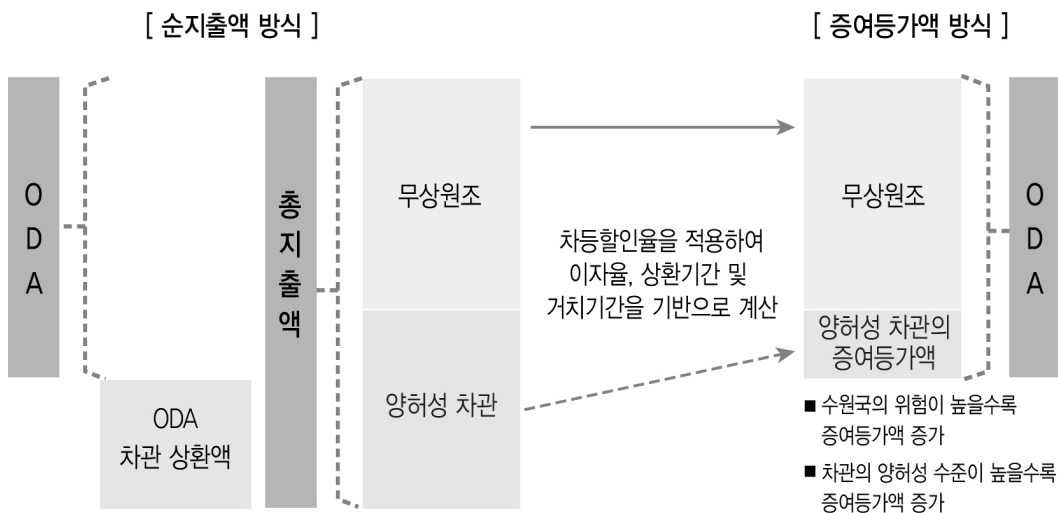 [ 순지출액 방식 ]
[ 증여등가액 방식 ]
ODA
ODA
차관 상환액
총지출액
무상원조
양허성 차관
차등할인율을 적용하여
이자율, 상환기간 및
거치기간을 기반으로 계산
무상원조
양허성 차관의
증여등가액
ODA
■ 수원국의 위험이 높을수록
증여등가액 증가
■ 차관의 양허성 수준이 높을수록
증여등가액 증가